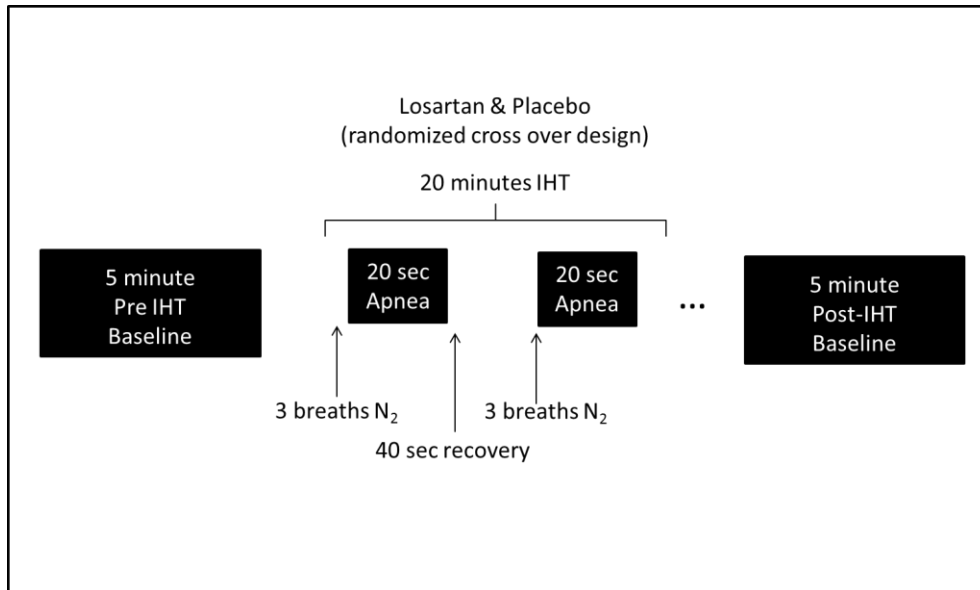 Losartan & Placebo
(randomized cross over design)
20 minutes IHT
5 minute
Pre IHT
Baseline
20 sec
Apnea
20 sec
Apnea
...
5 minute
Post-IHT
Baseline
3 breaths N₂
3 breaths N₂
40 sec recovery